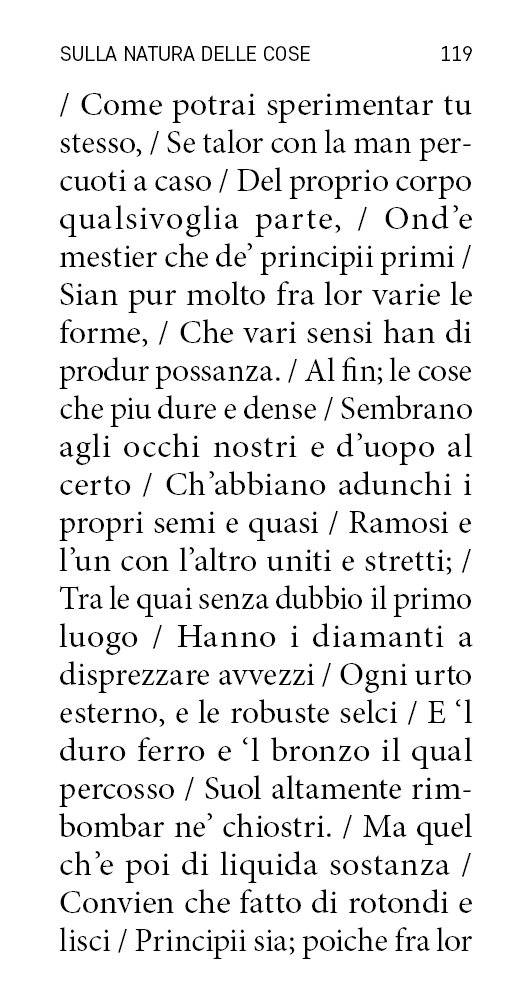 SULLA NATURA DELLE COSE 119
/ Come potrai sperimentar tu
stesso, / Se talor con la man per-
cuoti a caso / Del proprio corpo
qualsivoglia parte, / Ond’e
mestier che de’ principii primi /
Sian pur molto fra lor varie le
forme, / Che vari sensi han di
produr possanza. / Al fin; le cose
che piu dure e dense / Sembrano
agli occhi nostri e d’uopo al
certo / Ch’abbiano adunchi i
propri semi e quasi / Ramosi e
l’un con l’altro uniti e stretti; /
Tra le quai senza dubbio il primo
luogo / Hanno i diamanti a
disprezzare avvezzi / Ogni urto
esterno, e le robuste selci / E ‘l
duro ferro e ‘l bronzo il qual
percosso / Suol altamente rim-
bombar ne’ chiostri. / Ma quel
ch’e poi di liquida sostanza /
Convien che fatto di rotondi e
lisci / Principii sia; poiche fra lor